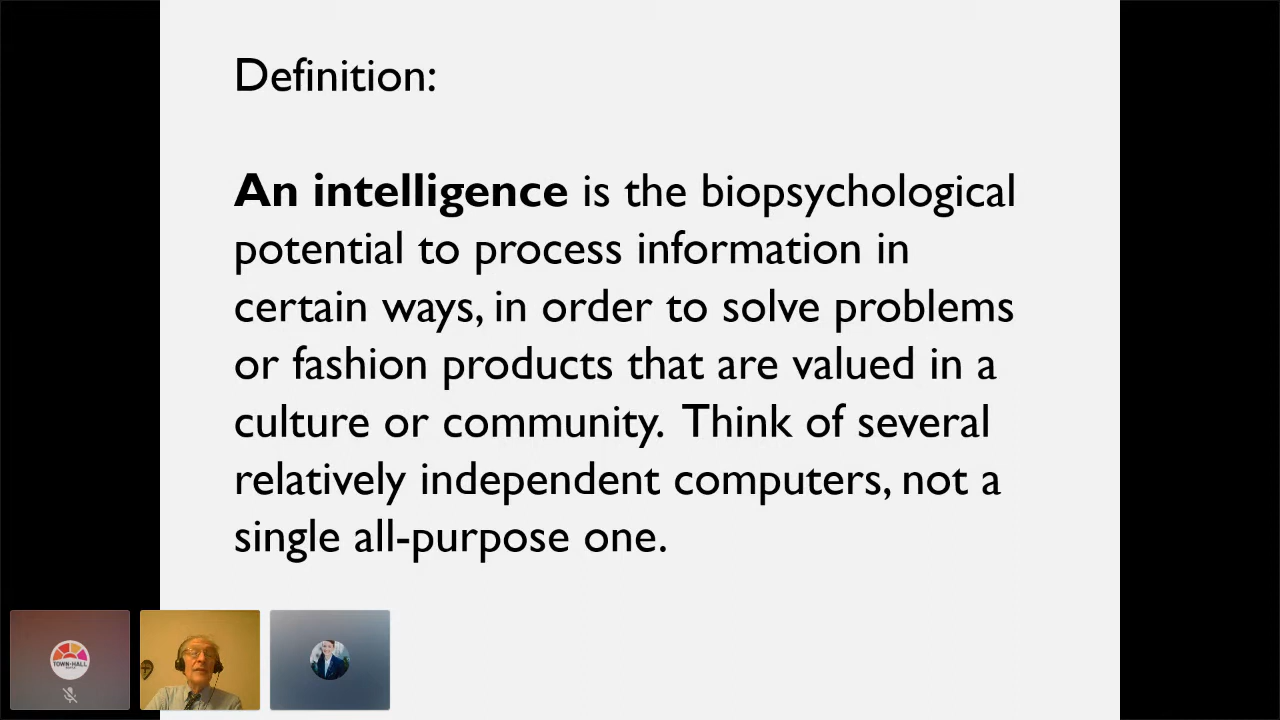 Definition:
An intelligence is the biopsychological
potential to process information in
certain ways, in order to solve problems
or fashion products that are valued in a
culture or community.  Think of several
relatively independent computers, not a
single all-purpose one.
TOWN HALL